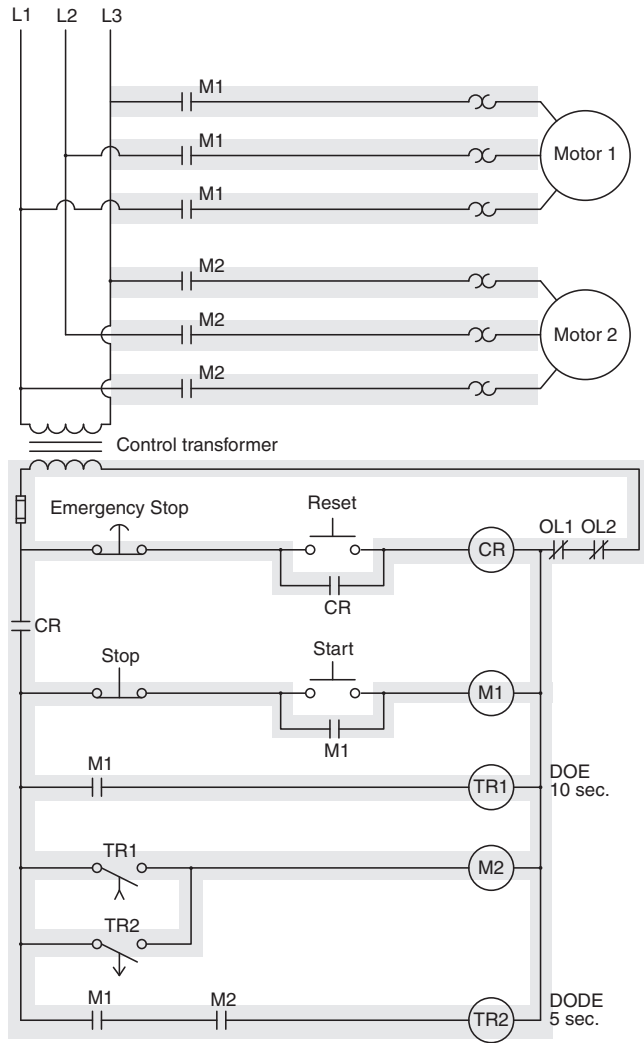 L1 L2 L3
M1
M1
Motor 1
M1
M2
M2
Motor 2
M2
Control transformer
Emergency Stop
Reset
CR
OL1 OL2
CR
CR
Stop
Start
M1
M1
M1
TR1
DOE
10 sec.
TR1
M2
TR2
M1
M2
TR2
DODE
5 sec.